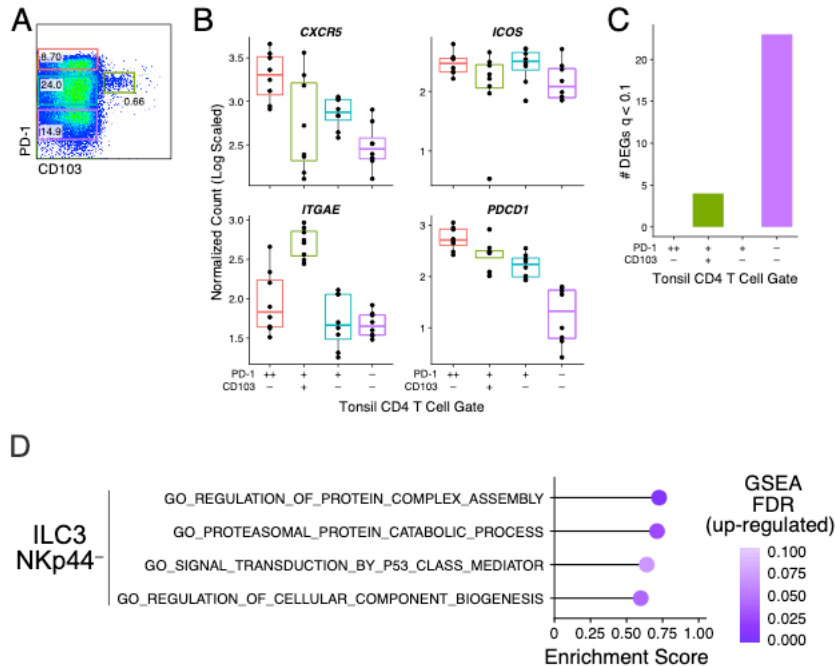 A
8.70
24.0
0.66
14.9
PD-1
CD103
B
CXCR5
ICOS
Normalized Count (Log Scaled)
3.5
3.0
2.5
2
1
ITGAE
PDCD1
3.0
2.5
2.0
1.5
3
2
1
PD-1 ++ + + − ++ + + −
CD103 − + − − − + − −
Tonsil CD4 T Cell Gate
C
# DEGs q < 0.1
20
15
10
5
0
PD-1 ++ + + −
CD103 − + − −
Tonsil CD4 T Cell Gate
D
ILC3
NKp44−
GO_REGULATION_OF_PROTEIN_COMPLEX_ASSEMBLY
GO_PROTEASOMAL_PROTEIN_CATABOLIC_PROCESS
GO_SIGNAL_TRANSDUCTION_BY_P53_CLASS_MEDIATOR
GO_REGULATION_OF_CELLULAR_COMPONENT_BIOGENESIS
0 0.25 0.50 0.75 1.0
Enrichment Score
GSEA
FDR
(up-regulated)
0.100
0.075
0.050
0.025
0.000